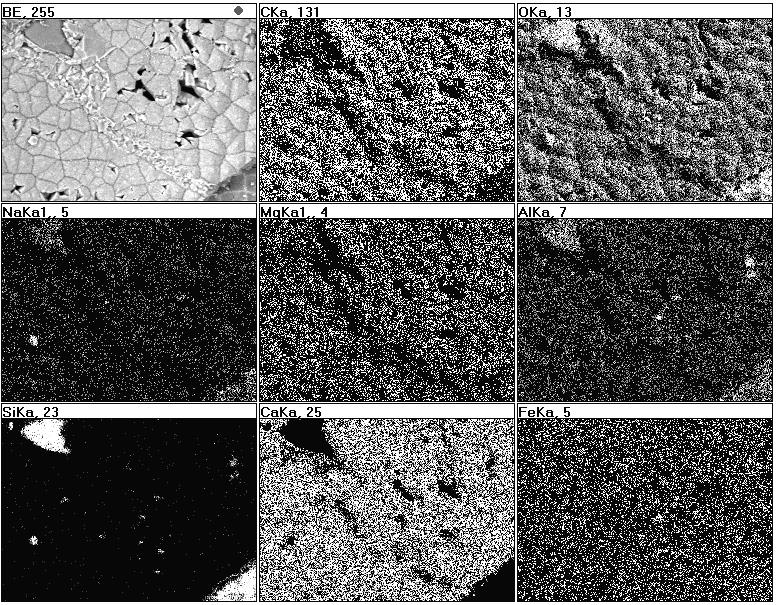 BE, 255
CKa, 131
OKa, 13
NaKa1,, 5
MgKa1,, 4
AlKa, 7
SiKa, 23
CaKa, 25
FeKa, 5